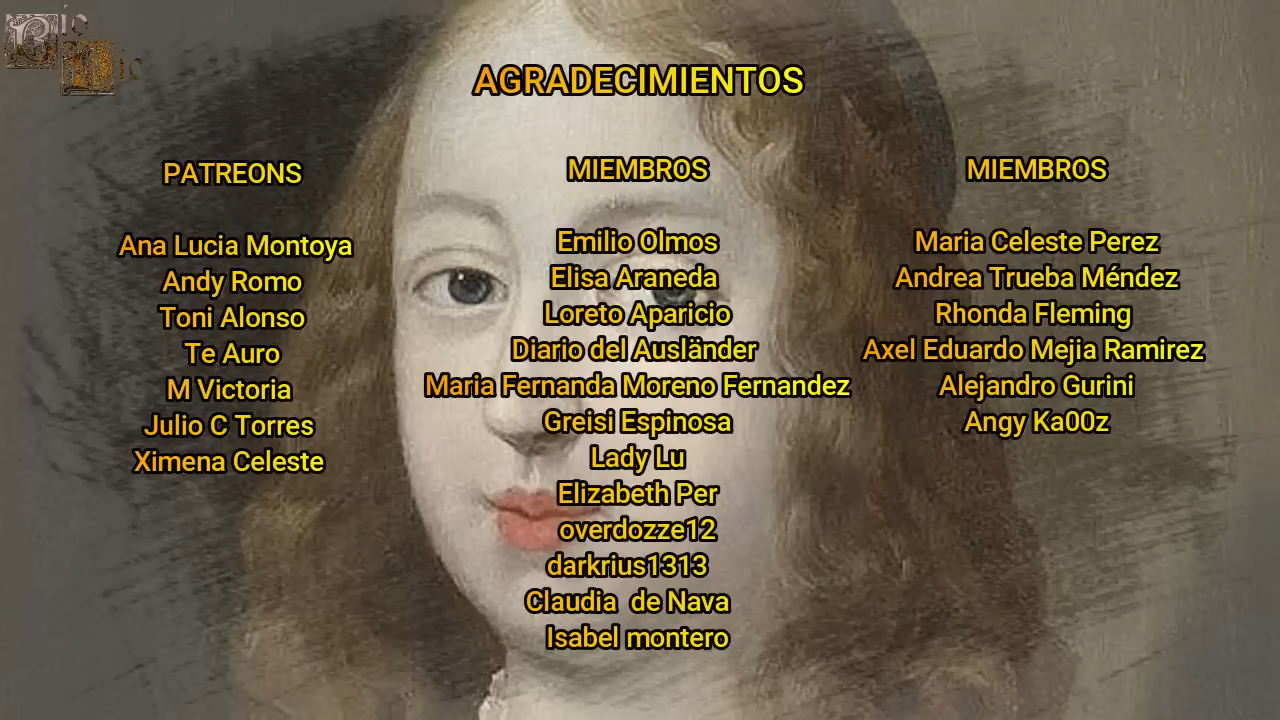 AGRADECIMIENTOS
PATREONS
Ana Lucia Montoya
Andy Romo
Toni Alonso
Te Auro
M Victoria
Julio C Torres
Ximena Celeste
MIEMBROS
Emilio Olmos
Elisa Araneda
Loreto Aparicio
Diario del Ausländer
Maria Fernanda Moreno Fernandez
Greisi Espinosa
Lady Lu
Elizabeth Per
overdozze12
darkrius1313
Claudia  de Nava
Isabel montero
MIEMBROS
Maria Celeste Perez
Andrea Trueba Méndez
Rhonda Fleming
Axel Eduardo Mejia Ramirez
Alejandro Gurini
Angy Ka00z